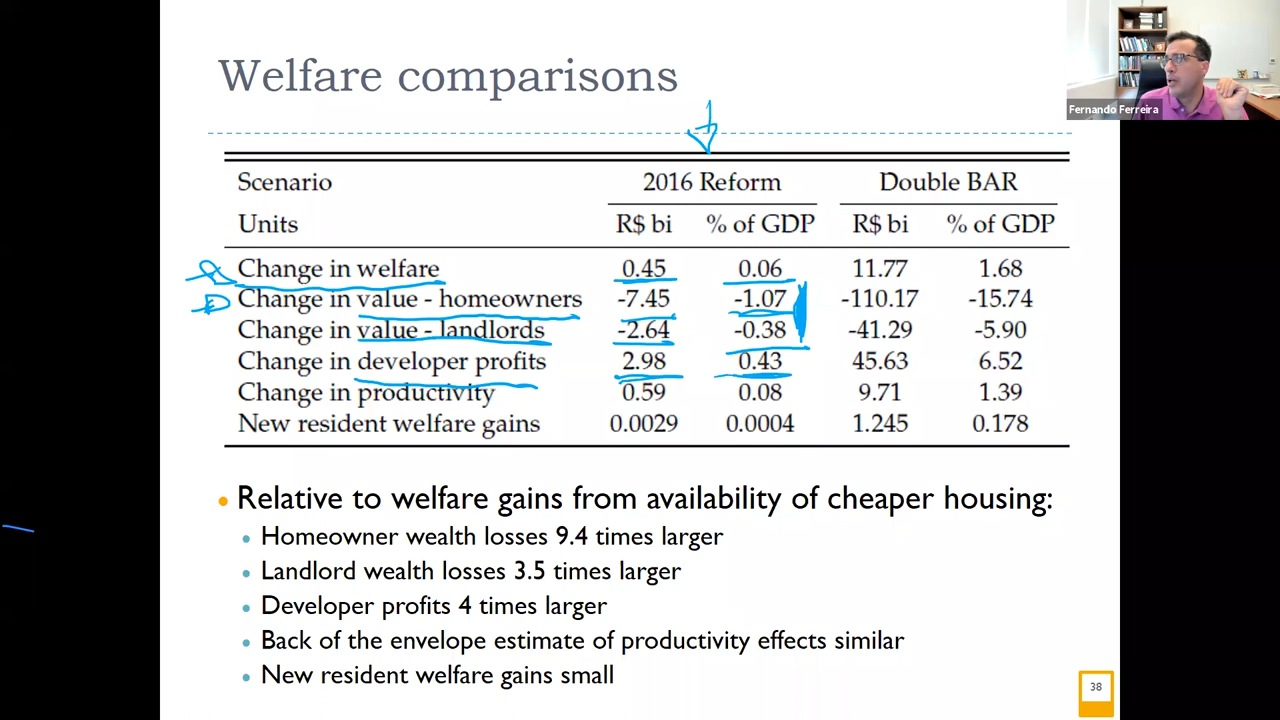 Welfare comparisons
Fernando Ferreira
Scenario 2016 Reform Double BAR
Units R$ bi % of GDP R$ bi % of GDP
Change in welfare 0.45 0.06 11.77 1.68
Change in value - homeowners -7.45 -1.07 -110.17 -15.74
Change in value - landlords -2.64 -0.38 -41.29 -5.90
Change in developer profits 2.98 0.43 45.63 6.52
Change in productivity 0.59 0.08 9.71 1.39
New resident welfare gains 0.0029 0.0004 1.245 0.178
• Relative to welfare gains from availability of cheaper housing:
• Homeowner wealth losses 9.4 times larger
• Landlord wealth losses 3.5 times larger
• Developer profits 4 times larger
• Back of the envelope estimate of productivity effects similar
• New resident welfare gains small
38